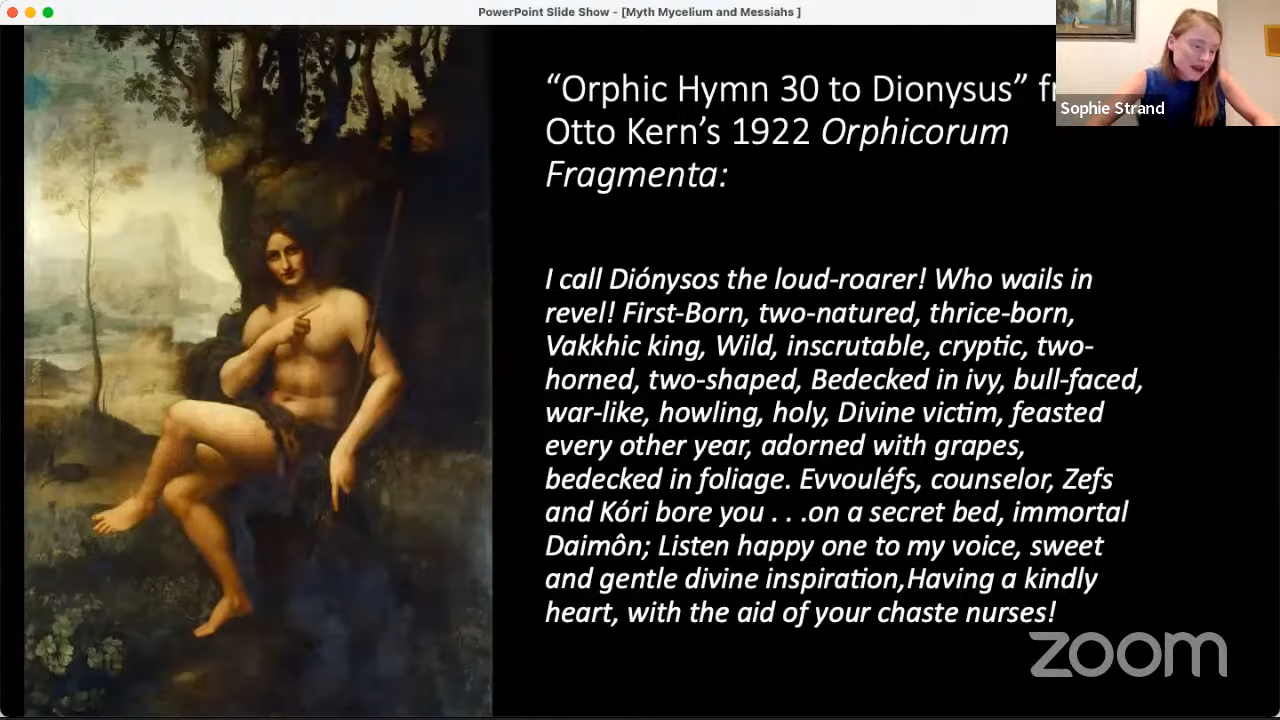 PowerPoint Slide Show - [Myth Mycelium and Messiahs ]
“Orphic Hymn 30 to Dionysus”
Otto Kern’s 1922 Orphicorum
Fragmenta:
I call Diónysos the loud-roarer! Who wails in
revel! First-Born, two-natured, thrice-born,
Vakkhic king, Wild, inscrutable, cryptic, two-
horned, two-shaped, Bedecked in ivy, bull-faced,
war-like, howling, holy, Divine victim, feasted
every other year, adorned with grapes,
bedecked in foliage. Evvouléfs, counselor, Zefs
and Kóri bore you . . .on a secret bed, immortal
Daimôn; Listen happy one to my voice, sweet
and gentle divine inspiration,Having a kindly
heart, with the aid of your chaste nurses!
Sophie Strand
zoom